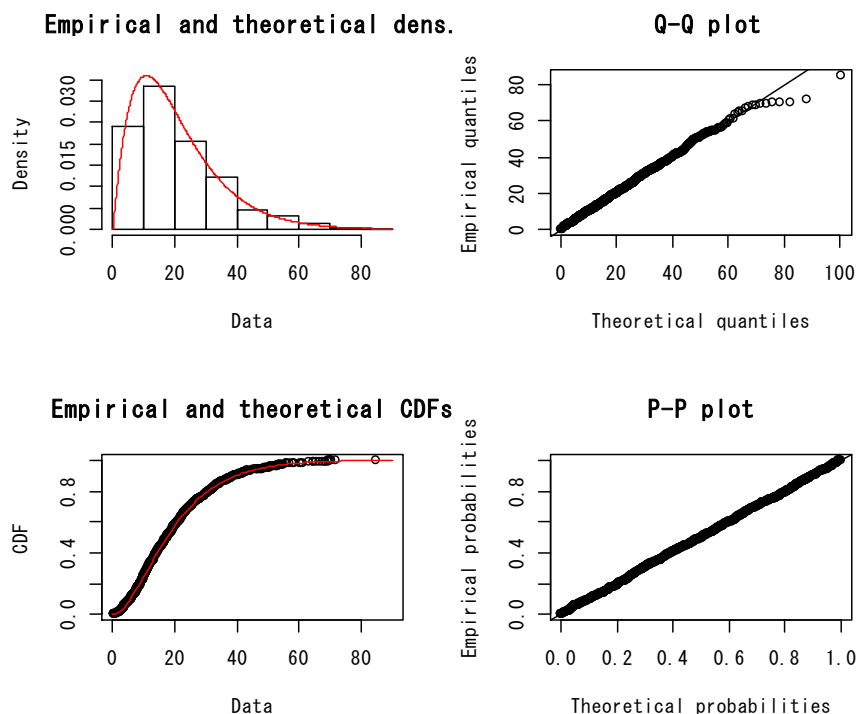 Empirical and theoretical dens.
Density
0.000 0.015 0.030
0 20 40 60 80
Data
Q-Q plot
Empirical quantiles
0 20 40 60 80
0 20 40 60 80 100
Theoretical quantiles
Empirical and theoretical CDFs
CDF
0.0 0.4 0.8
0 20 40 60 80
Data
P-P plot
Empirical probabilities
0.0 0.4 0.8
0.0 0.2 0.4 0.6 0.8 1.0
Theoretical probabilities